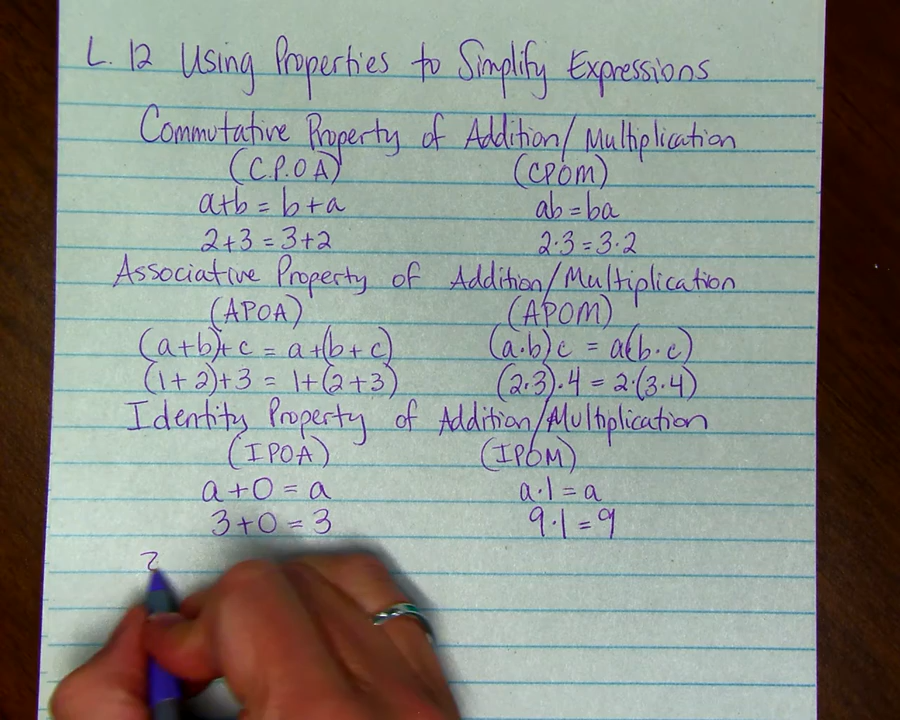 L. 12 Using Properties to Simplify Expressions
Commutative Property of Addition/Multiplication
(C.P.O.A) (CPOM)
a+b = b+a ab = ba
2+3 = 3+2 2·3 = 3·2
Associative Property of Addition/Multiplication
(APOA) (APOM)
(a+b)+c = a+(b+c) (a·b)c = a(b·c)
(1+2)+3 = 1+(2+3) (2·3)·4 = 2·(3·4)
Identity Property of Addition/Multiplication
(IPOA) (IPOM)
a+0 = a a·1 = a
3+0 = 3 9·1 = 9